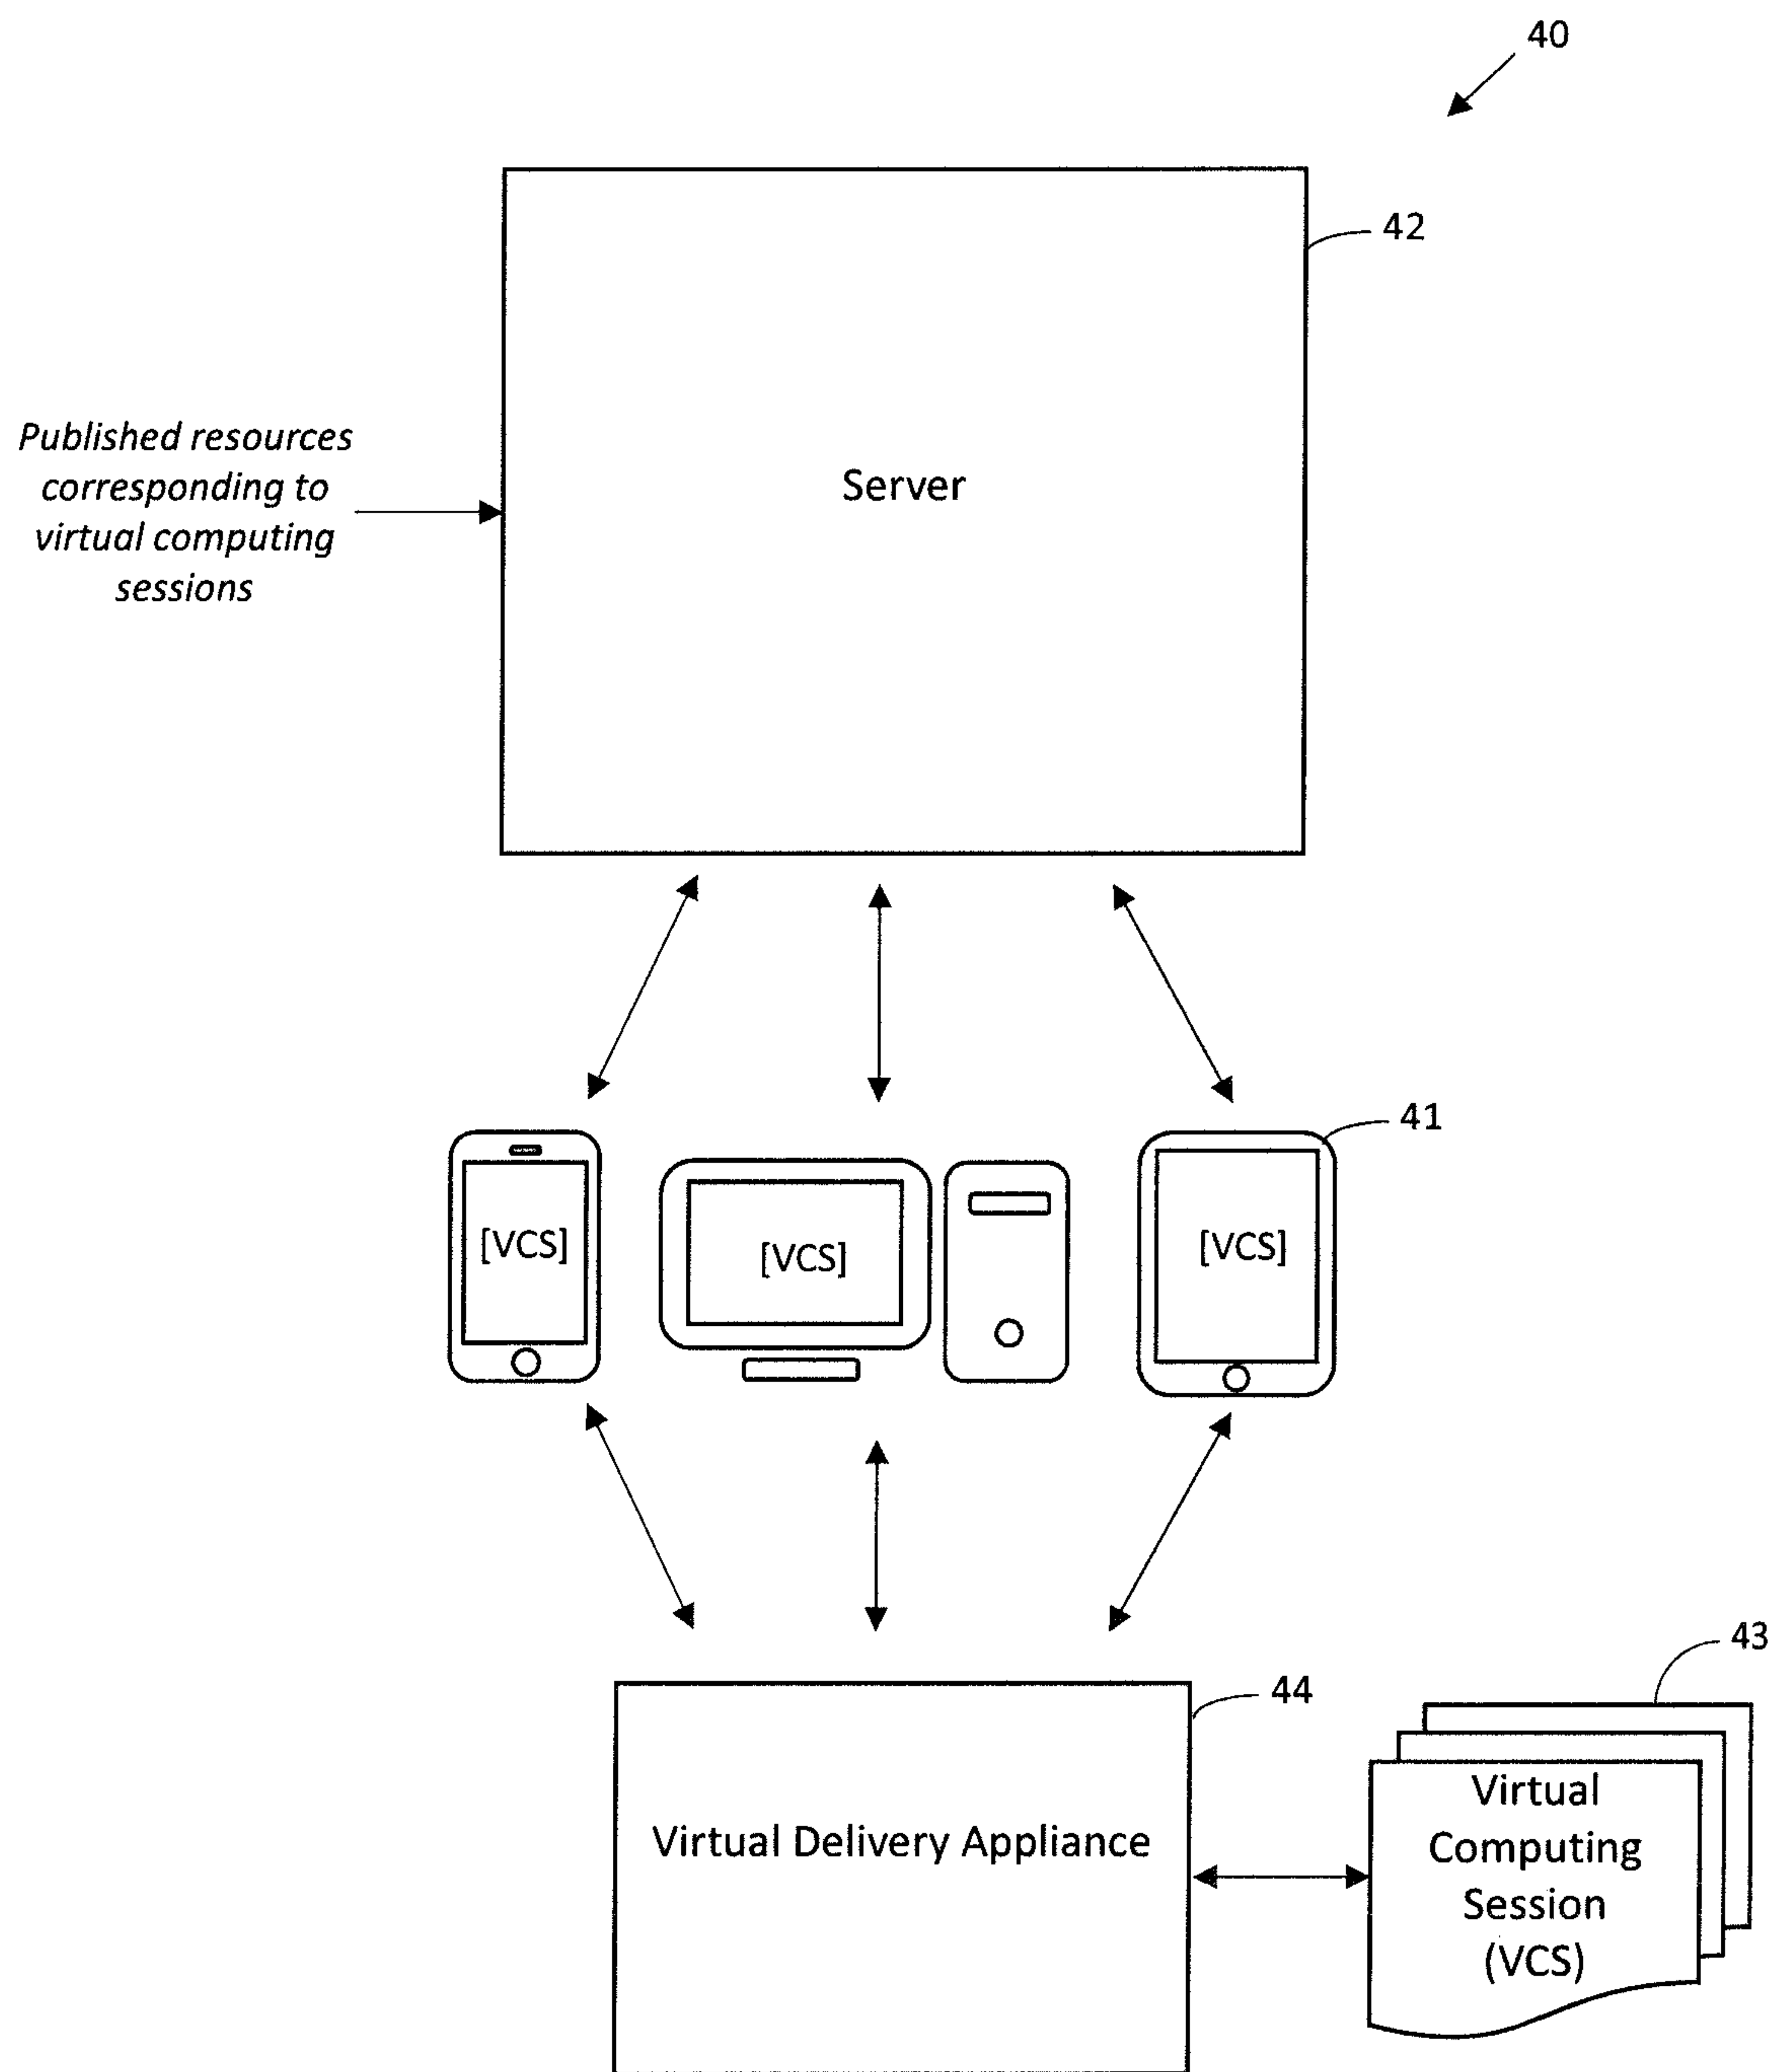 40
42
Published resources
corresponding to
virtual computing
sessions
Server
41
[VCS]
[VCS]
[VCS]
43
44
Virtual Delivery Appliance
Virtual
Computing
Session
(VCS)